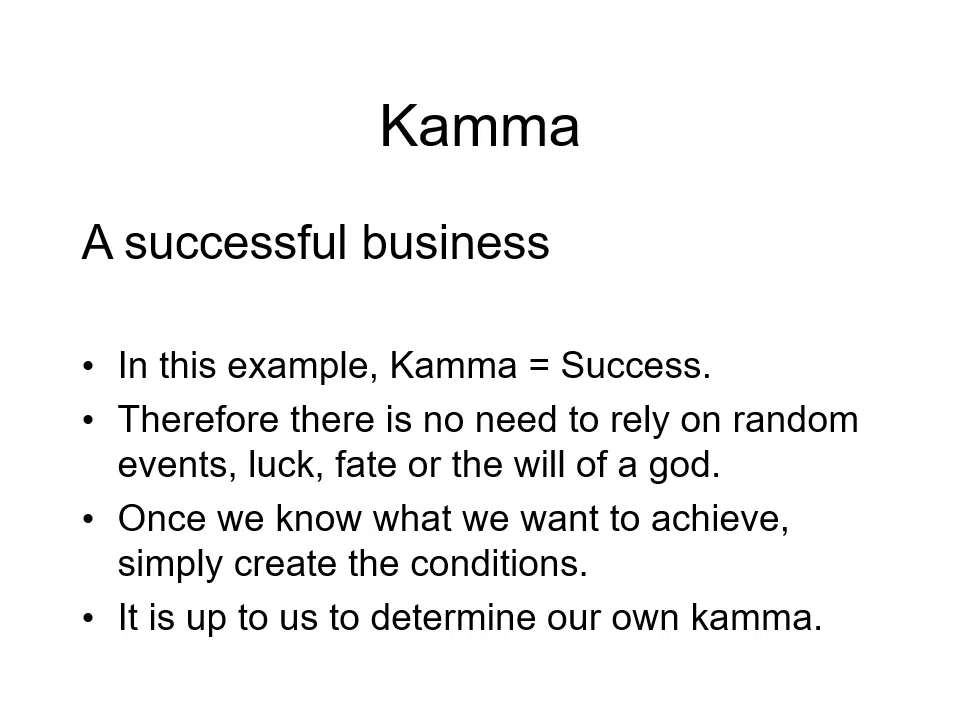 Kamma
A successful business
• In this example, Kamma = Success.
• Therefore there is no need to rely on random
events, luck, fate or the will of a god.
• Once we know what we want to achieve,
simply create the conditions.
• It is up to us to determine our own kamma.